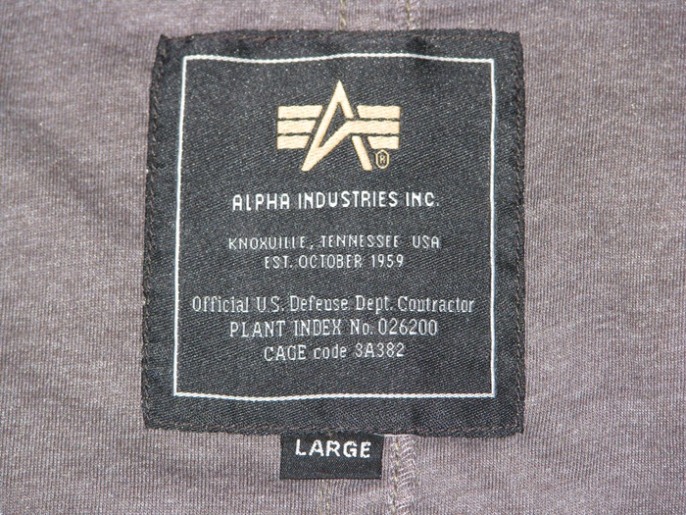 ®
ALPHA INDUSTRIES INC.
KNOXVILLE, TENNESSEE USA
EST. OCTOBER 1959
Official U.S. Defense Dept. Contractor
PLANT INDEX No. 026200
CAGE code 3A382
LARGE